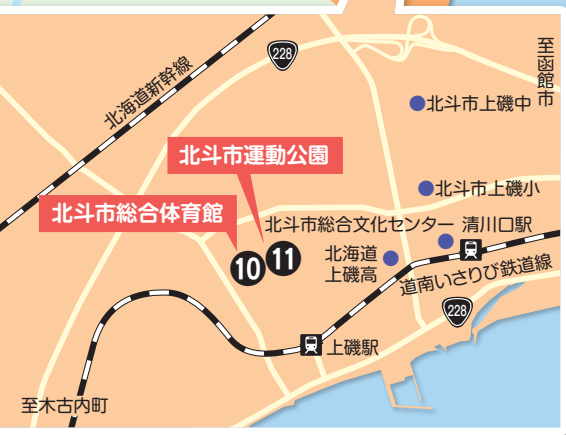 228
至函館市
北海道新幹線
北斗市上磯中
北斗市運動公園
北斗市上磯小
北斗市総合体育館
北斗市総合文化センター
清川口駅
10
11
北海道
上磯高
道南いさりび鉄道線
228
上磯駅
至木古内町